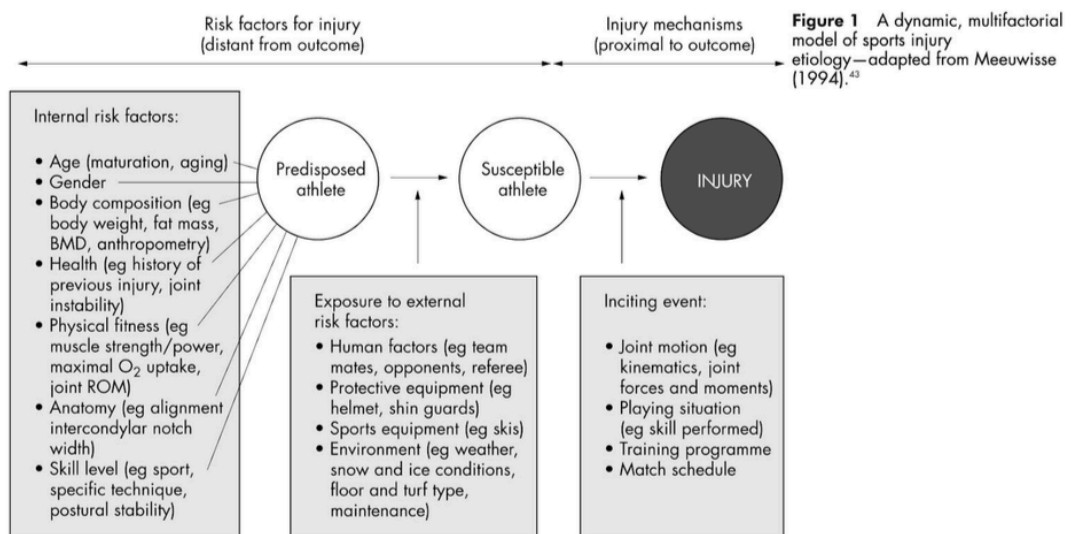 Risk factors for injury
(distant from outcome)
Injury mechanisms
(proximal to outcome)
Figure 1 A dynamic, multifactorial
model of sports injury
etiology—adapted from Meeuwisse
(1994).43
Internal risk factors:
• Age (maturation, aging)
• Gender
• Body composition (eg
body weight, fat mass,
BMD, anthropometry)
• Health (eg history of
previous injury, joint
instability)
• Physical fitness (eg
muscle strength/power,
maximal O2 uptake,
joint ROM)
• Anatomy (eg alignment
intercondylar notch
width)
• Skill level (eg sport,
specific technique,
postural stability)
Predisposed
athlete
Susceptible
athlete
INJURY
Exposure to external
risk factors:
• Human factors (eg team
mates, opponents, referee)
• Protective equipment (eg
helmet, shin guards)
• Sports equipment (eg skis)
• Environment (eg weather,
snow and ice conditions,
floor and turf type,
maintenance)
Inciting event:
• Joint motion (eg
kinematics, joint
forces and moments)
• Playing situation
(eg skill performed)
• Training programme
• Match schedule